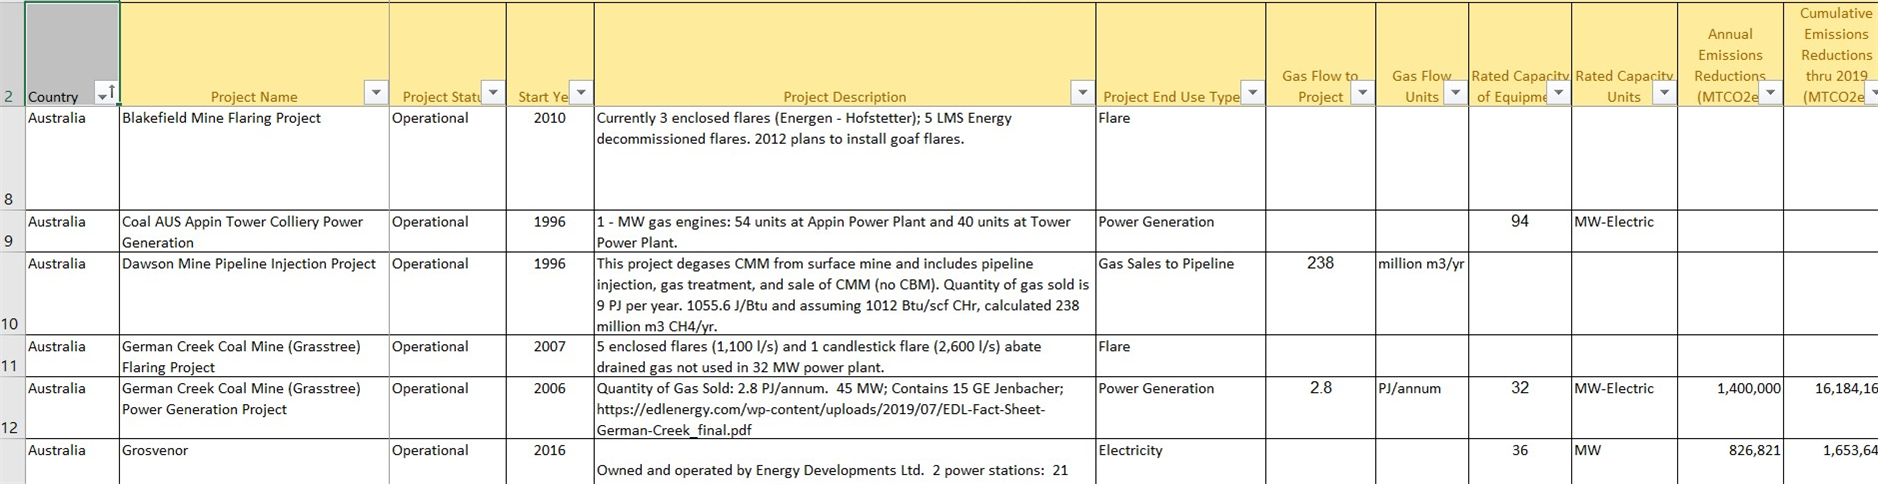 Cumulative
Annual Emissions
Emissions Reductions
Gas Flow to Gas Flow Rated Capacity Rated Capacity Reductions thru 2019
2 Country Project Name Project Statu Start Ye Project Description Project End Use Type Project Units of Equipme Units (MTCO2e (MTCO2e
Australia Blakefield Mine Flaring Project Operational 2010 Currently 3 enclosed flares (Energen - Hofstetter); 5 LMS Energy Flare
decommissioned flares. 2012 plans to install goaf flares.
8
Australia Coal AUS Appin Tower Colliery Power Operational 1996 1 - MW gas engines: 54 units at Appin Power Plant and 40 units at Tower Power Generation 94 MW-Electric
9 Generation Power Plant.
Australia Dawson Mine Pipeline Injection Project Operational 1996 This project degases CMM from surface mine and includes pipeline Gas Sales to Pipeline 238 million m3/yr
injection, gas treatment, and sale of CMM (no CBM). Quantity of gas sold is
9 PJ per year. 1055.6 J/Btu and assuming 1012 Btu/scf CHr, calculated 238
10 million m3 CH4/yr.
Australia German Creek Coal Mine (Grasstree) Operational 2007 5 enclosed flares (1,100 l/s) and 1 candlestick flare (2,600 l/s) abate Flare
11 Flaring Project drained gas not used in 32 MW power plant.
Australia German Creek Coal Mine (Grasstree) Operational 2006 Quantity of Gas Sold: 2.8 PJ/annum. 45 MW; Contains 15 GE Jenbacher; Power Generation 2.8 PJ/annum 32 MW-Electric 1,400,000 16,184,16
Power Generation Project https://edlenergy.com/wp-content/uploads/2019/07/EDL-Fact-Sheet-
12 German-Creek_final.pdf
Australia Grosvenor Operational 2016 Electricity 36 MW 826,821 1,653,64
Owned and operated by Energy Developments Ltd. 2 power stations: 21